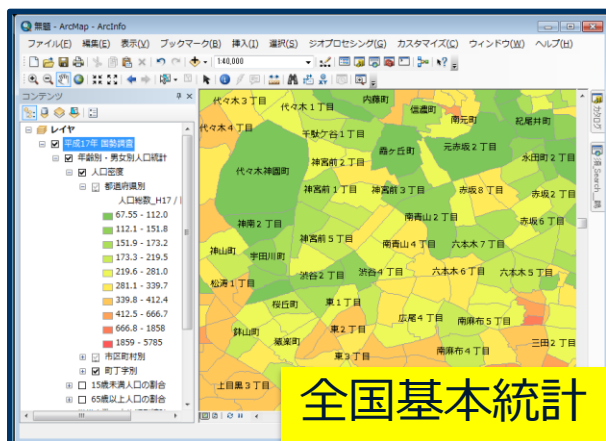 無題 - ArcMap - ArcInfo
ファイル(F) 編集(E) 表示(V) ブックマーク(B) 挿入(I) 選択(S) ジオプロセシング(G) カスタマイズ(C) ウィンドウ(W) ヘルプ(H)
1:40,000
コンテンツ
レイヤ
平成17年 国勢調査
年齢別・男女別人口統計
人口密度
都道府県別
人口総数_H17 /
67.55 - 112.0
112.1 - 151.8
151.9 - 173.2
173.3 - 219.5
219.6 - 281.0
281.1 - 339.7
339.8 - 412.4
412.5 - 666.7
666.8 - 1858
1859 - 5785
市区町村別
町丁字別
15歳未満人口の割合
65歳以上人口の割合
代々木3丁目
代々木1丁目
内藤町
信濃町
南元町
紀尾井町
代々木4丁目
千駄ケ谷1丁目
霞ヶ丘町
元赤坂2丁目
永田町2丁目
神宮前2丁目
代々木神園町
神宮前1丁目
神宮前3丁目
赤坂8丁目
赤坂2丁目
神南2丁目
南青山2丁目
赤坂6丁目
神宮前5丁目
南青山4丁目
六本木7丁目
神山町
宇田川町
松濤1丁目
渋谷2丁目
渋谷4丁目
六本木6丁目
六本木5丁目
桜丘町
東1丁目
広尾4丁目
南麻布5丁目
鉢山町
東2丁目
猿楽町
東3丁目
南麻布4丁目
三田2丁目
上目黒3丁目
カタログ
全国基本統計